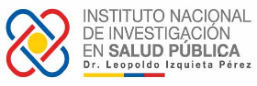 INSTITUTO NACIONAL
DE INVESTIGACIÓN
EN SALUD PÚBLICA
Dr. Leopoldo Izquieta Pérez